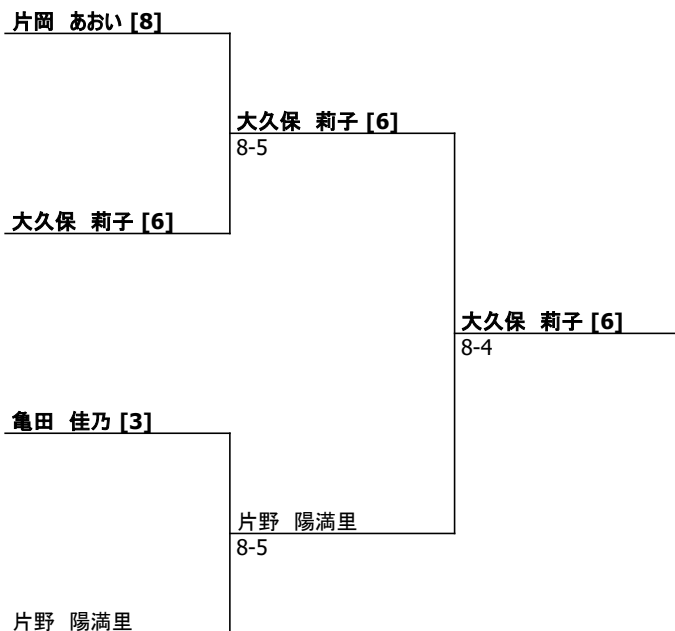 片岡 あおい [8]
大久保 莉子 [6]
8-5
大久保 莉子 [6]
大久保 莉子 [6]
8-4
亀田 佳乃 [3]
片野 陽満里
8-5
片野 陽満里